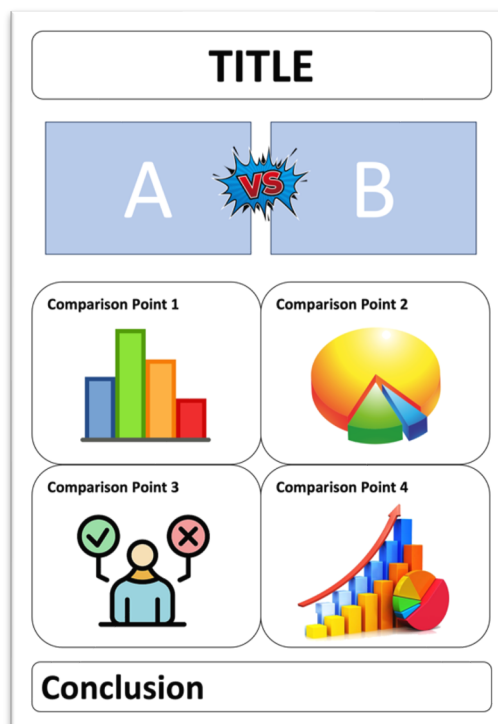 TITLE
A VS B
Comparison Point 1
Comparison Point 2
Comparison Point 3
Comparison Point 4
Conclusion